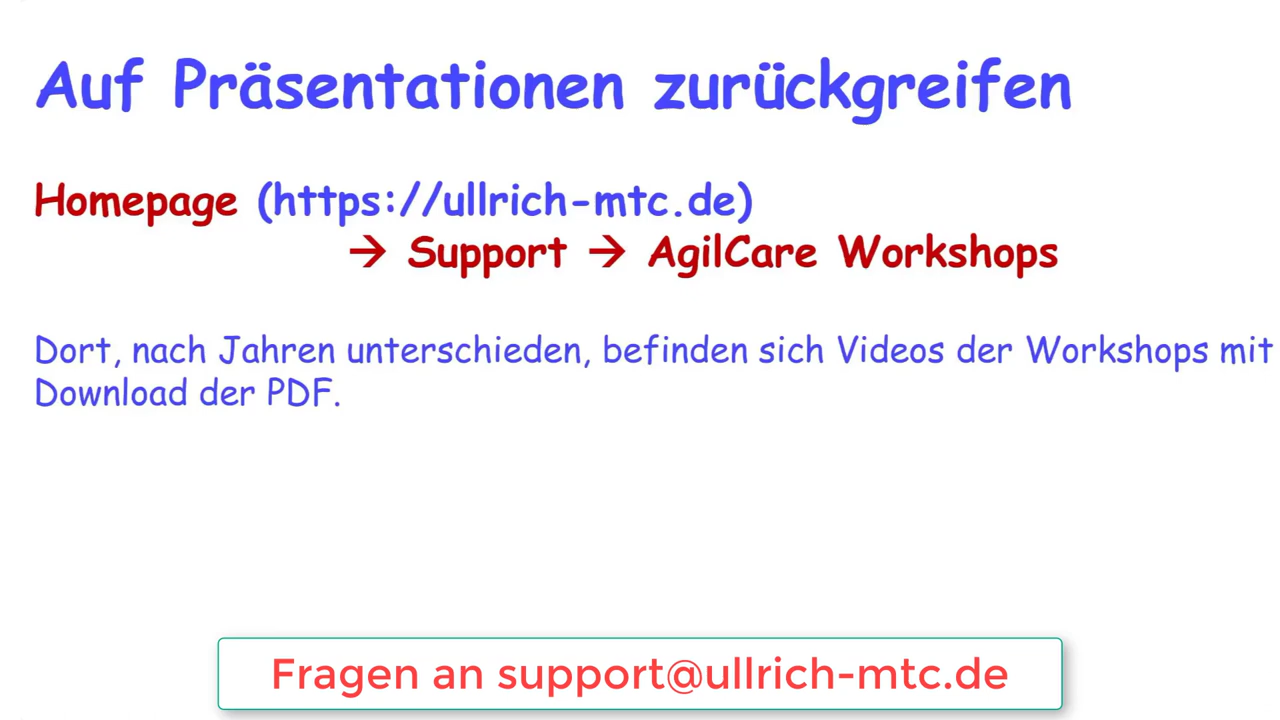 Auf Präsentationen zurückgreifen
Homepage (https://ullrich-mtc.de)
→ Support → AgilCare Workshops
Dort, nach Jahren unterschieden, befinden sich Videos der Workshops mit
Download der PDF.
Fragen an support@ullrich-mtc.de